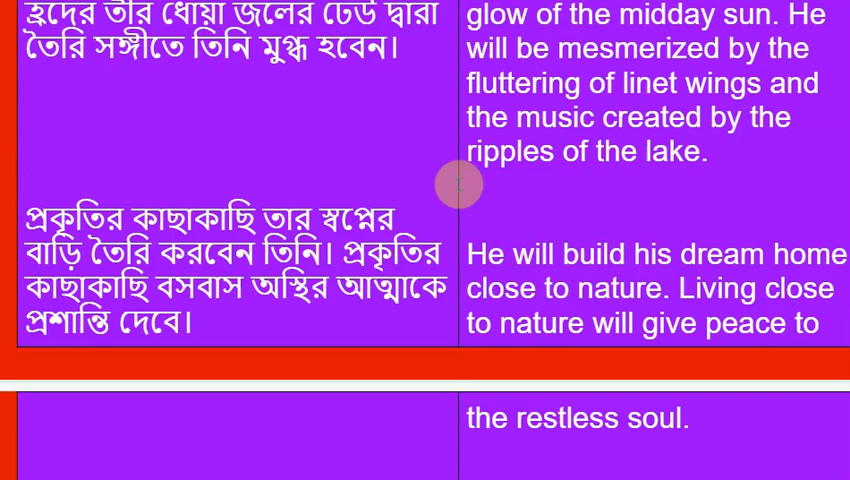 হ্রদের তীর ধোয়া জলের ঢেউ দ্বারা
তৈরি সঙ্গীতে তিনি মুগ্ধ হবেন।
প্রকৃতির কাছাকাছি তার স্বপ্নের
বাড়ি তৈরি করবেন তিনি। প্রকৃতির
কাছাকাছি বসবাস অস্থির আত্মাকে
প্রশান্তি দেবে।
glow of the midday sun. He
will be mesmerized by the
fluttering of linet wings and
the music created by the
ripples of the lake.
He will build his dream home
close to nature. Living close
to nature will give peace to
the restless soul.